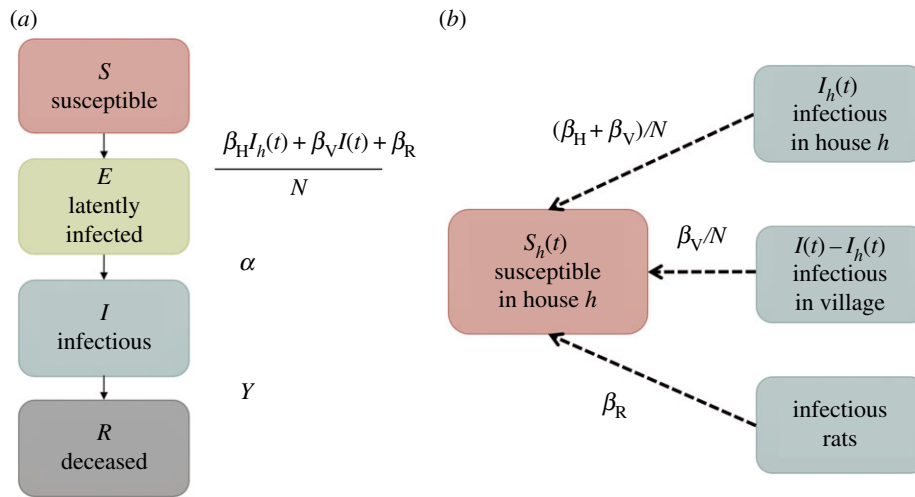 (a)
S
susceptible
β_H I_h(t) + β_V I(t) + β_R
N
E
latently
infected
α
I
infectious
Y
R
deceased
(b)
I_h(t)
infectious
in house h
(β_H + β_V)/N
S_h(t)
susceptible
in house h
β_V/N
I(t) – I_h(t)
infectious
in village
β_R
infectious
rats